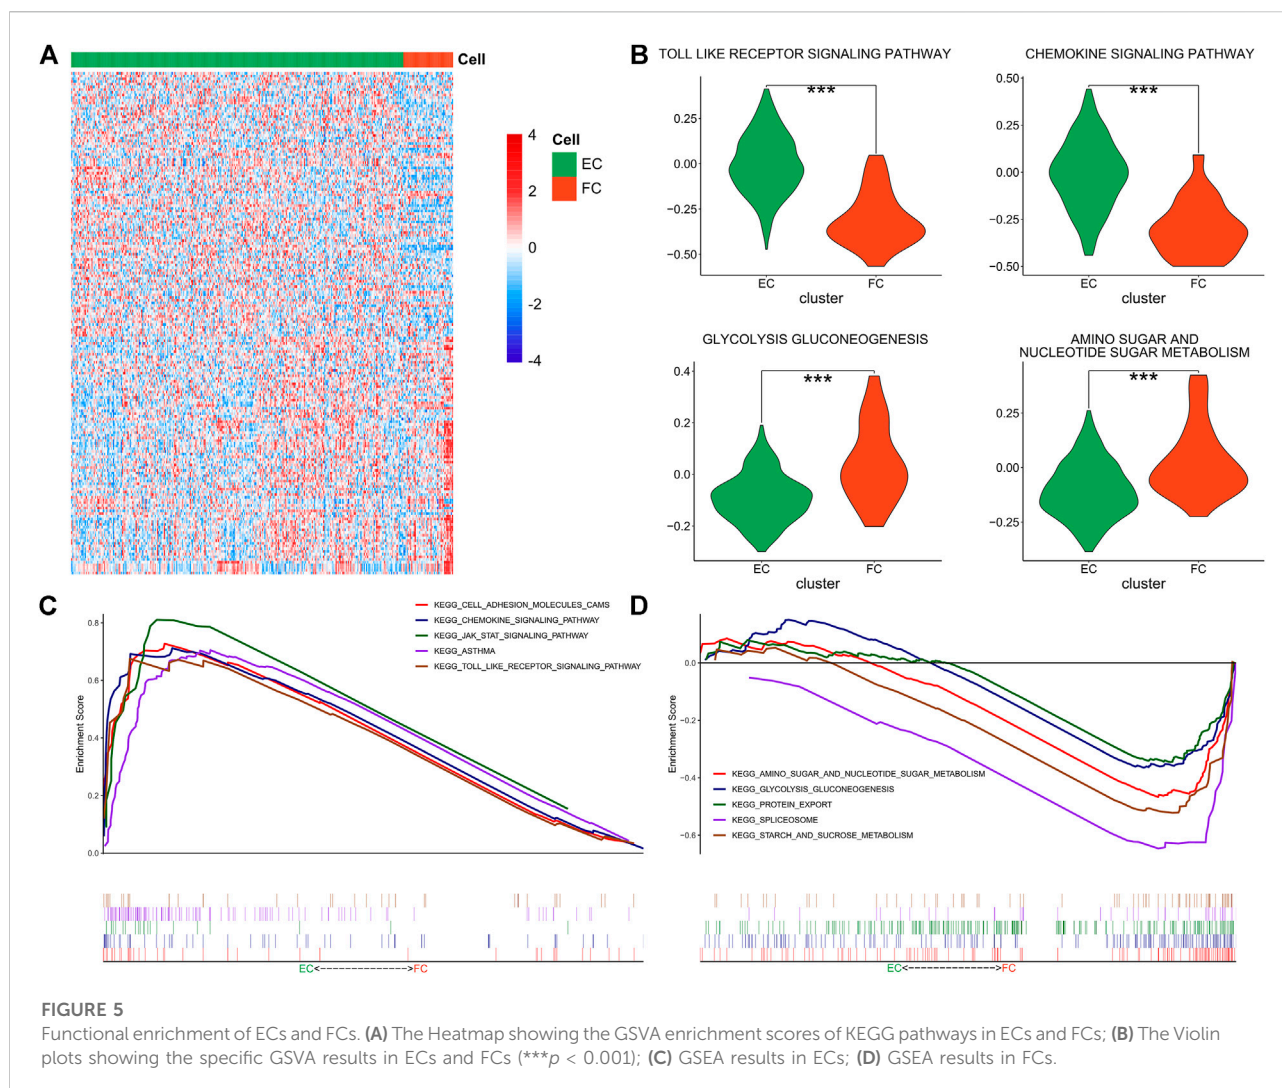 A
Cell
4
2
0
-2
-4
Cell
EC
FC
B
TOLL LIKE RECEPTOR SIGNALING PATHWAY
***
0.25
0.00
−0.25
−0.50
EC
FC
cluster
CHEMOKINE SIGNALING PATHWAY
***
0.50
0.25
0.00
−0.25
−0.50
EC
FC
cluster
GLYCOLYSIS GLUCONEOGENESIS
***
0.4
0.2
0.0
−0.2
EC
FC
cluster
AMINO SUGAR AND
NUCLEOTIDE SUGAR METABOLISM
***
0.25
0.00
−0.25
EC
FC
cluster
C
KEGG_CELL_ADHESION_MOLECULES_CAMS
KEGG_CHEMOKINE_SIGNALING_PATHWAY
KEGG_JAK_STAT_SIGNALING_PATHWAY
KEGG_ASTHMA
KEGG_TOLL_LIKE_RECEPTOR_SIGNALING_PATHWAY
Enrichment Score
0.8
0.6
0.4
0.2
0.0
EC<------------->FC
D
Enrichment Score
0.0
−0.2
−0.4
−0.6
KEGG_AMINO_SUGAR_AND_NUCLEOTIDE_SUGAR_METABOLISM
KEGG_GLYCOLYSIS_GLUCONEOGENESIS
KEGG_PROTEIN_EXPORT
KEGG_SPLICEOSOME
KEGG_STARCH_AND_SUCROSE_METABOLISM
EC<------------->FC
FIGURE 5
Functional enrichment of ECs and FCs. (A) The Heatmap showing the GSVA enrichment scores of KEGG pathways in ECs and FCs; (B) The Violin
plots showing the specific GSVA results in ECs and FCs (***p < 0.001); (C) GSEA results in ECs; (D) GSEA results in FCs.